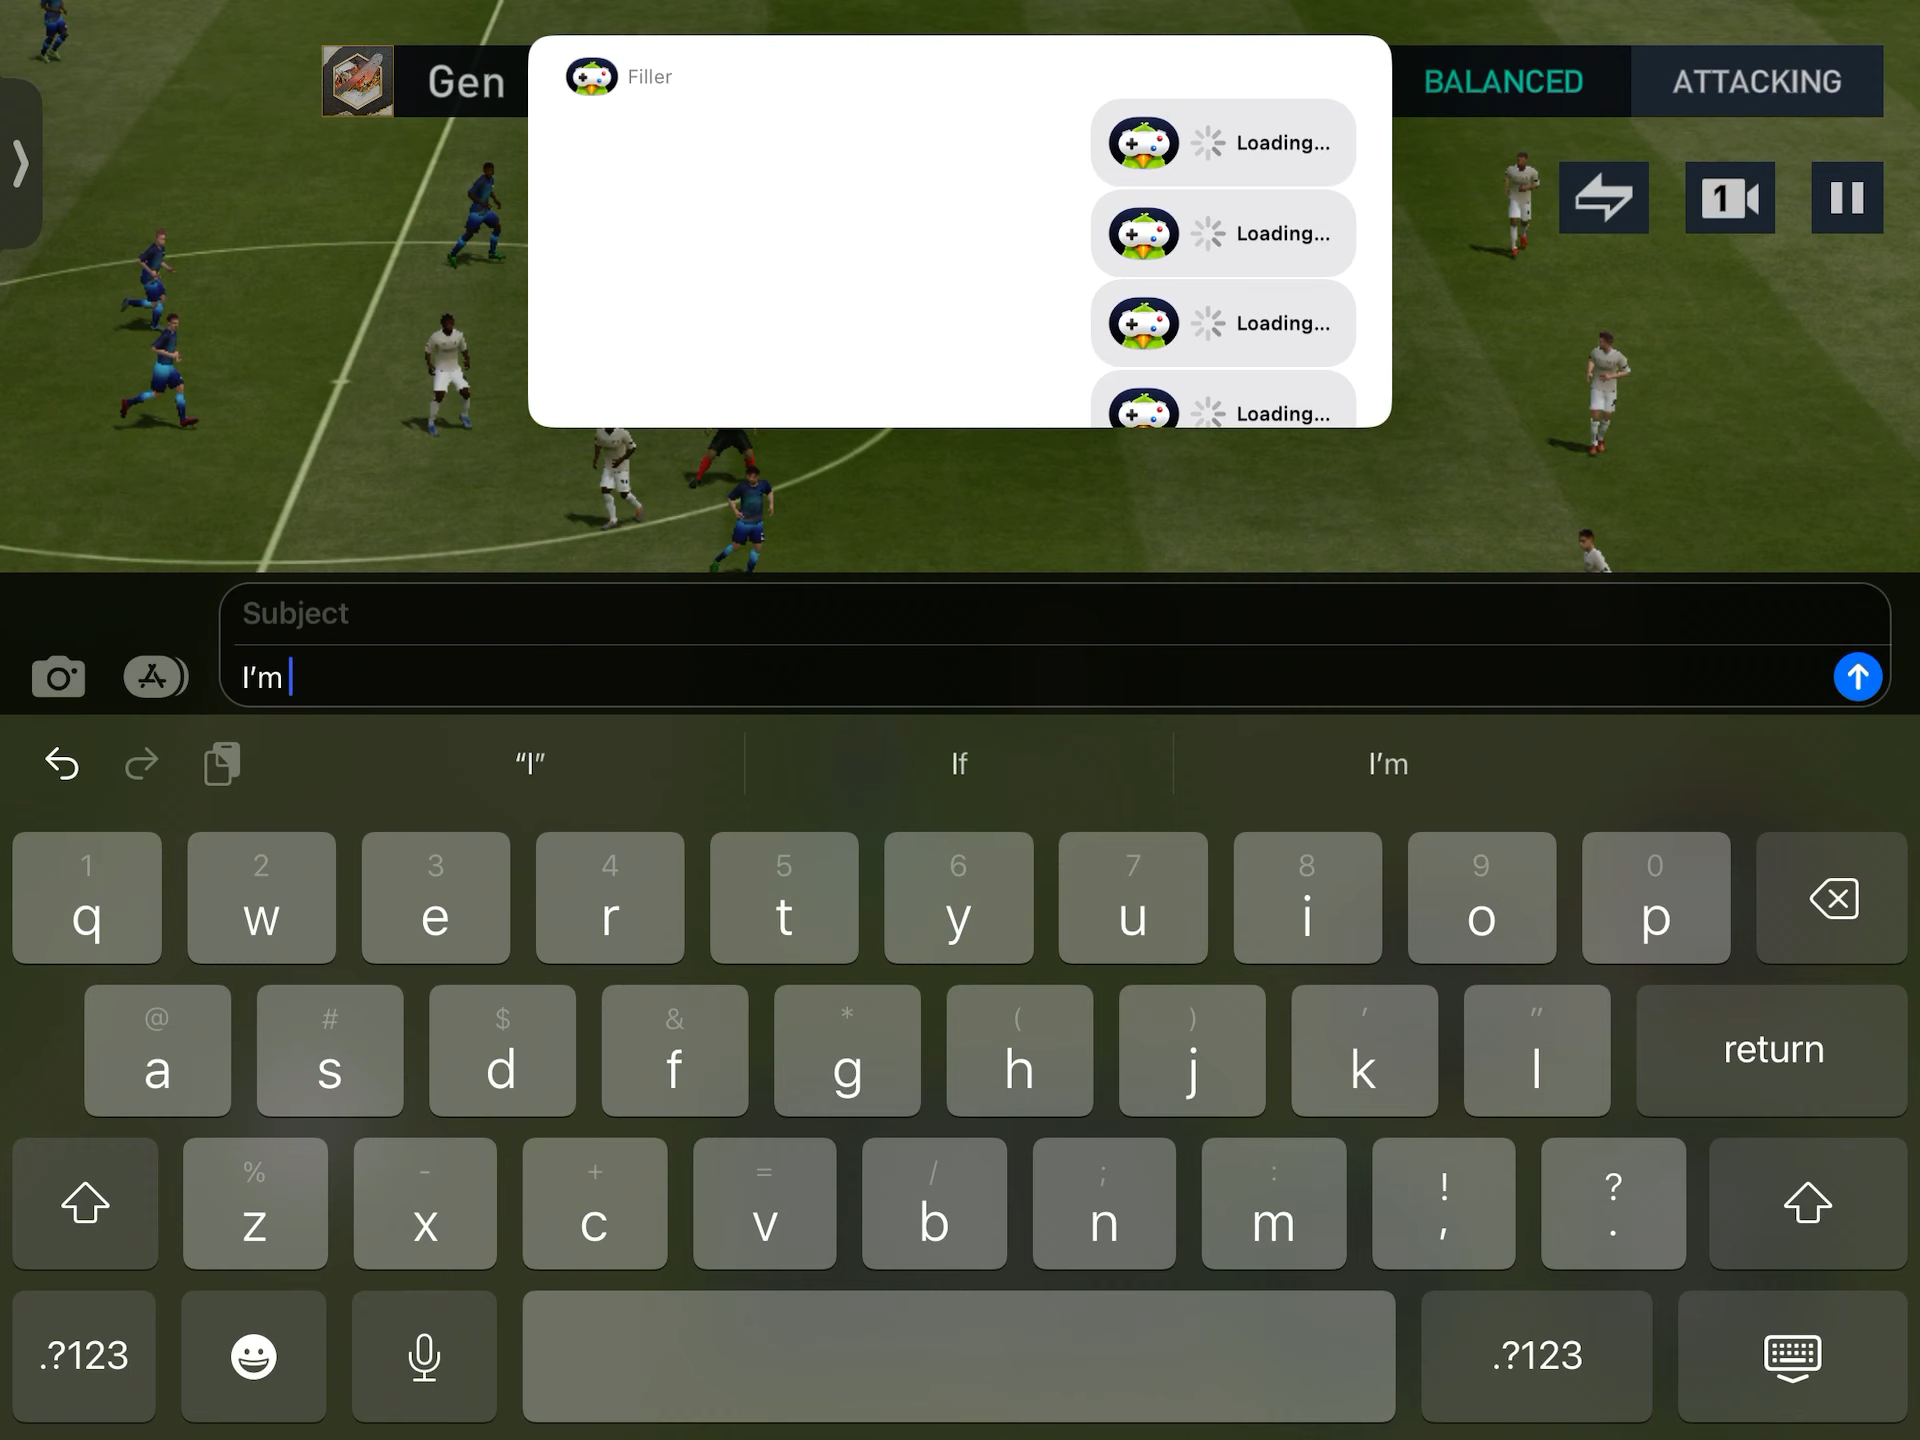 Gen
Filler
BALANCED
ATTACKING
Loading...
1
Loading...
Loading...
Loading...
Subject
I’m
“I”
If
I’m
1 2 3 4 5 6 7 8 9 0
q w e r t y u i o p
@ # $ & * ( ) ′ ″
a s d f g h j k l return
% - + = / ; : ! ?
z x c v b n m , .
.?123 .?123